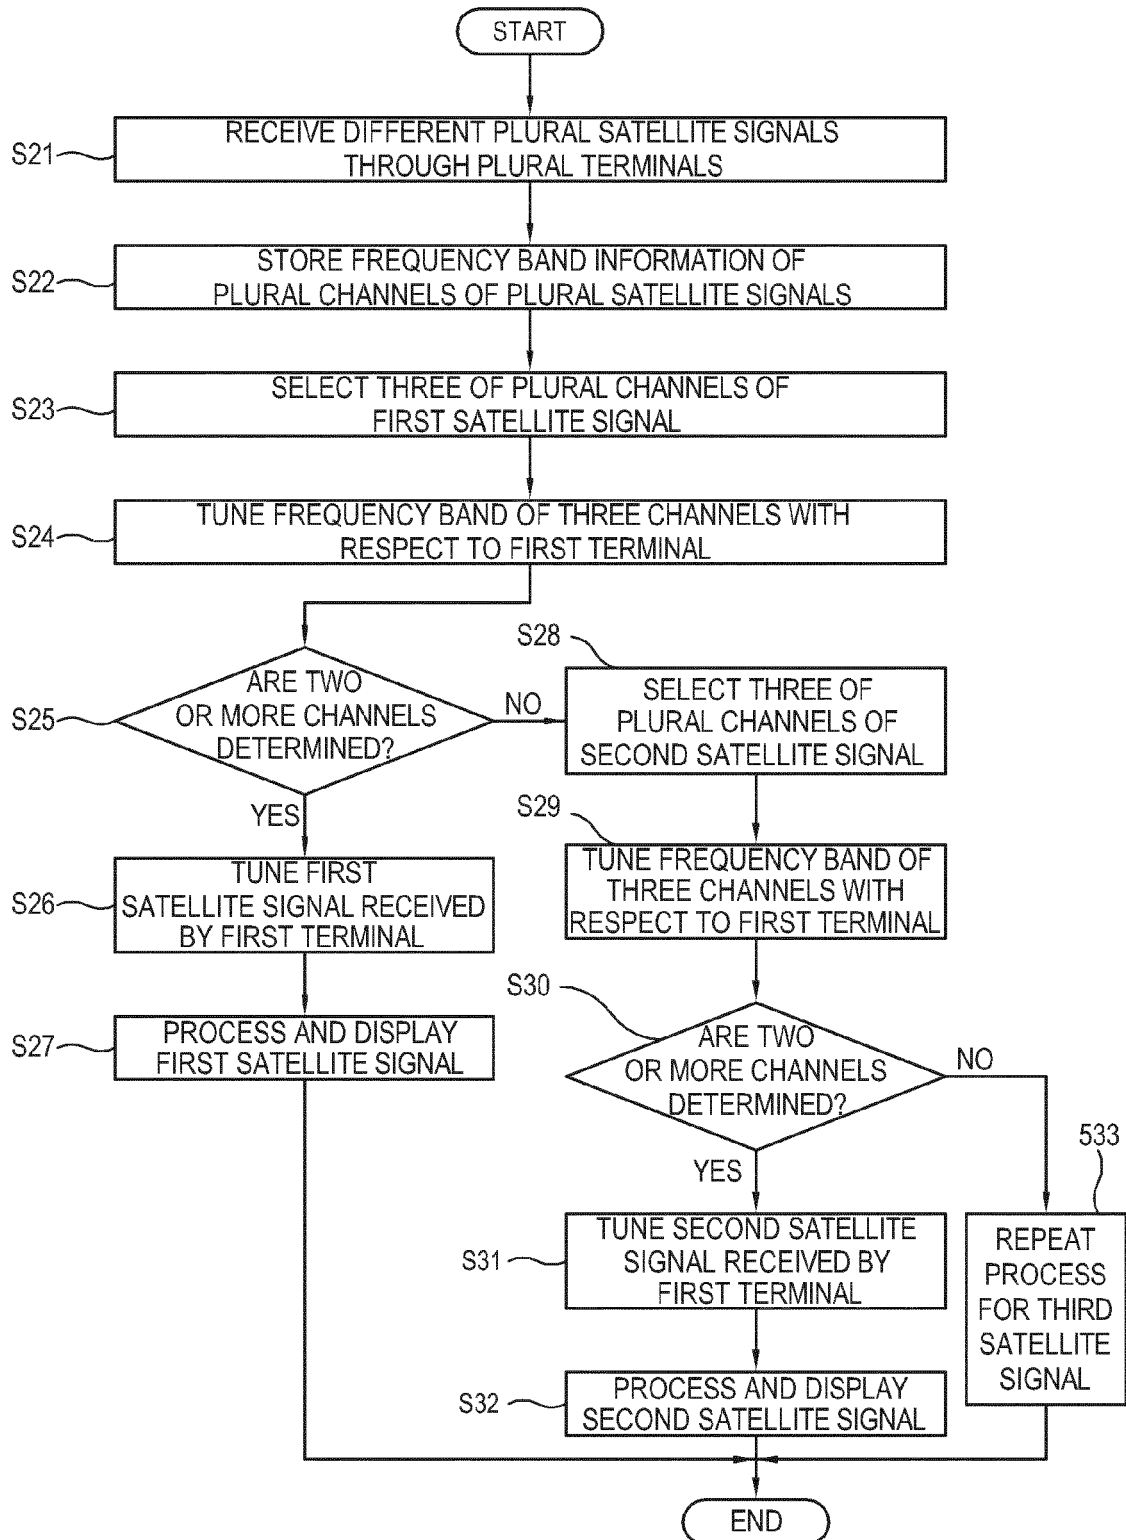 START
S21
RECEIVE DIFFERENT PLURAL SATELLITE SIGNALS
THROUGH PLURAL TERMINALS
S22
STORE FREQUENCY BAND INFORMATION OF
PLURAL CHANNELS OF PLURAL SATELLITE SIGNALS
S23
SELECT THREE OF PLURAL CHANNELS OF
FIRST SATELLITE SIGNAL
S24
TUNE FREQUENCY BAND OF THREE CHANNELS WITH
RESPECT TO FIRST TERMINAL
S25
ARE TWO
OR MORE CHANNELS
DETERMINED?
NO
YES
S26
TUNE FIRST
SATELLITE SIGNAL RECEIVED
BY FIRST TERMINAL
S27
PROCESS AND DISPLAY
FIRST SATELLITE SIGNAL
S28
SELECT THREE OF
PLURAL CHANNELS OF
SECOND SATELLITE SIGNAL
S29
TUNE FREQUENCY BAND OF
THREE CHANNELS WITH
RESPECT TO FIRST TERMINAL
S30
ARE TWO
OR MORE CHANNELS
DETERMINED?
NO
YES
S31
TUNE SECOND SATELLITE
SIGNAL RECEIVED BY
FIRST TERMINAL
S32
PROCESS AND DISPLAY
SECOND SATELLITE SIGNAL
533
REPEAT
PROCESS
FOR THIRD
SATELLITE
SIGNAL
END